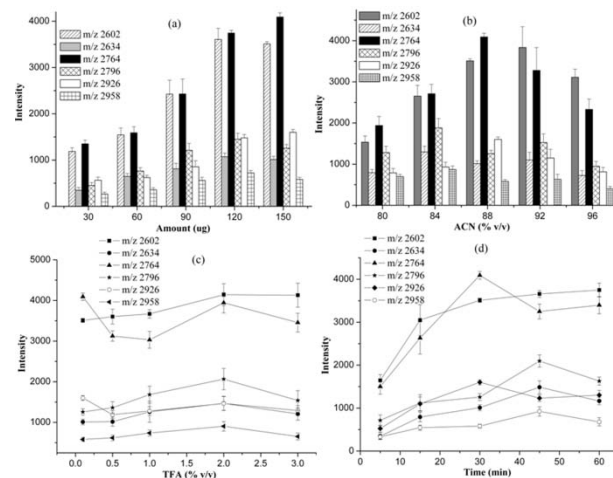 (a)
m/z 2602
m/z 2634
m/z 2764
m/z 2796
m/z 2926
m/z 2958
4000
3000
2000
1000
0
Intensity
30 60 90 120 150
Amount (ug)
(b)
m/z 2602
m/z 2634
m/z 2764
m/z 2796
m/z 2926
m/z 2958
5000
4000
3000
2000
1000
0
Intensity
80 84 88 92 96
ACN (% v/v)
(c)
m/z 2602
m/z 2634
m/z 2764
m/z 2796
m/z 2926
m/z 2958
5000
4000
3000
2000
1000
0
Intensity
0.0 0.5 1.0 1.5 2.0 2.5 3.0
TFA (% v/v)
(d)
m/z 2602
m/z 2634
m/z 2764
m/z 2796
m/z 2926
m/z 2958
5000
4000
3000
2000
1000
0
Intensity
0 10 20 30 40 50 60
Time (min)